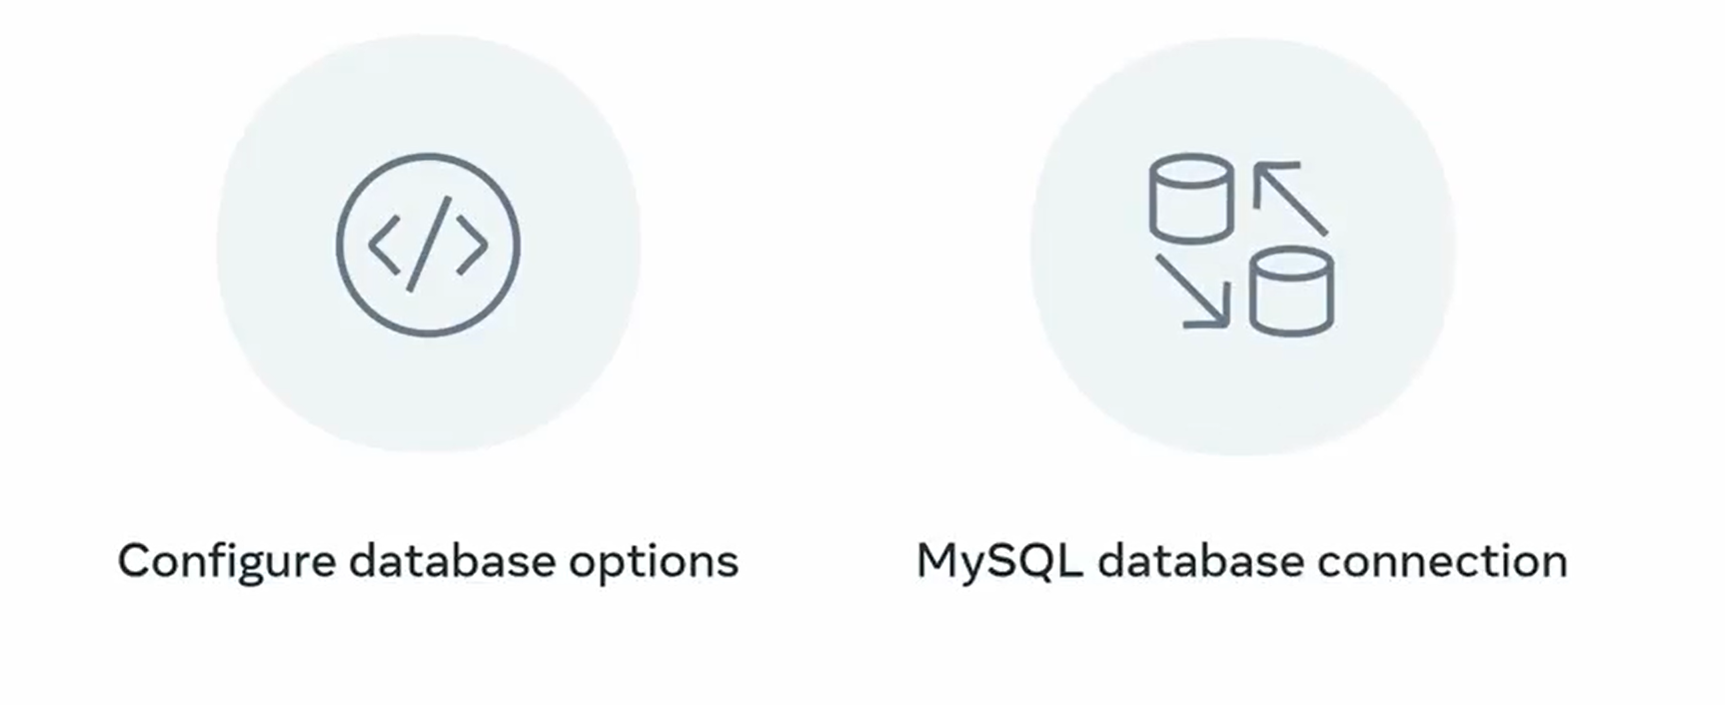 Configure database options
MySQL database connection